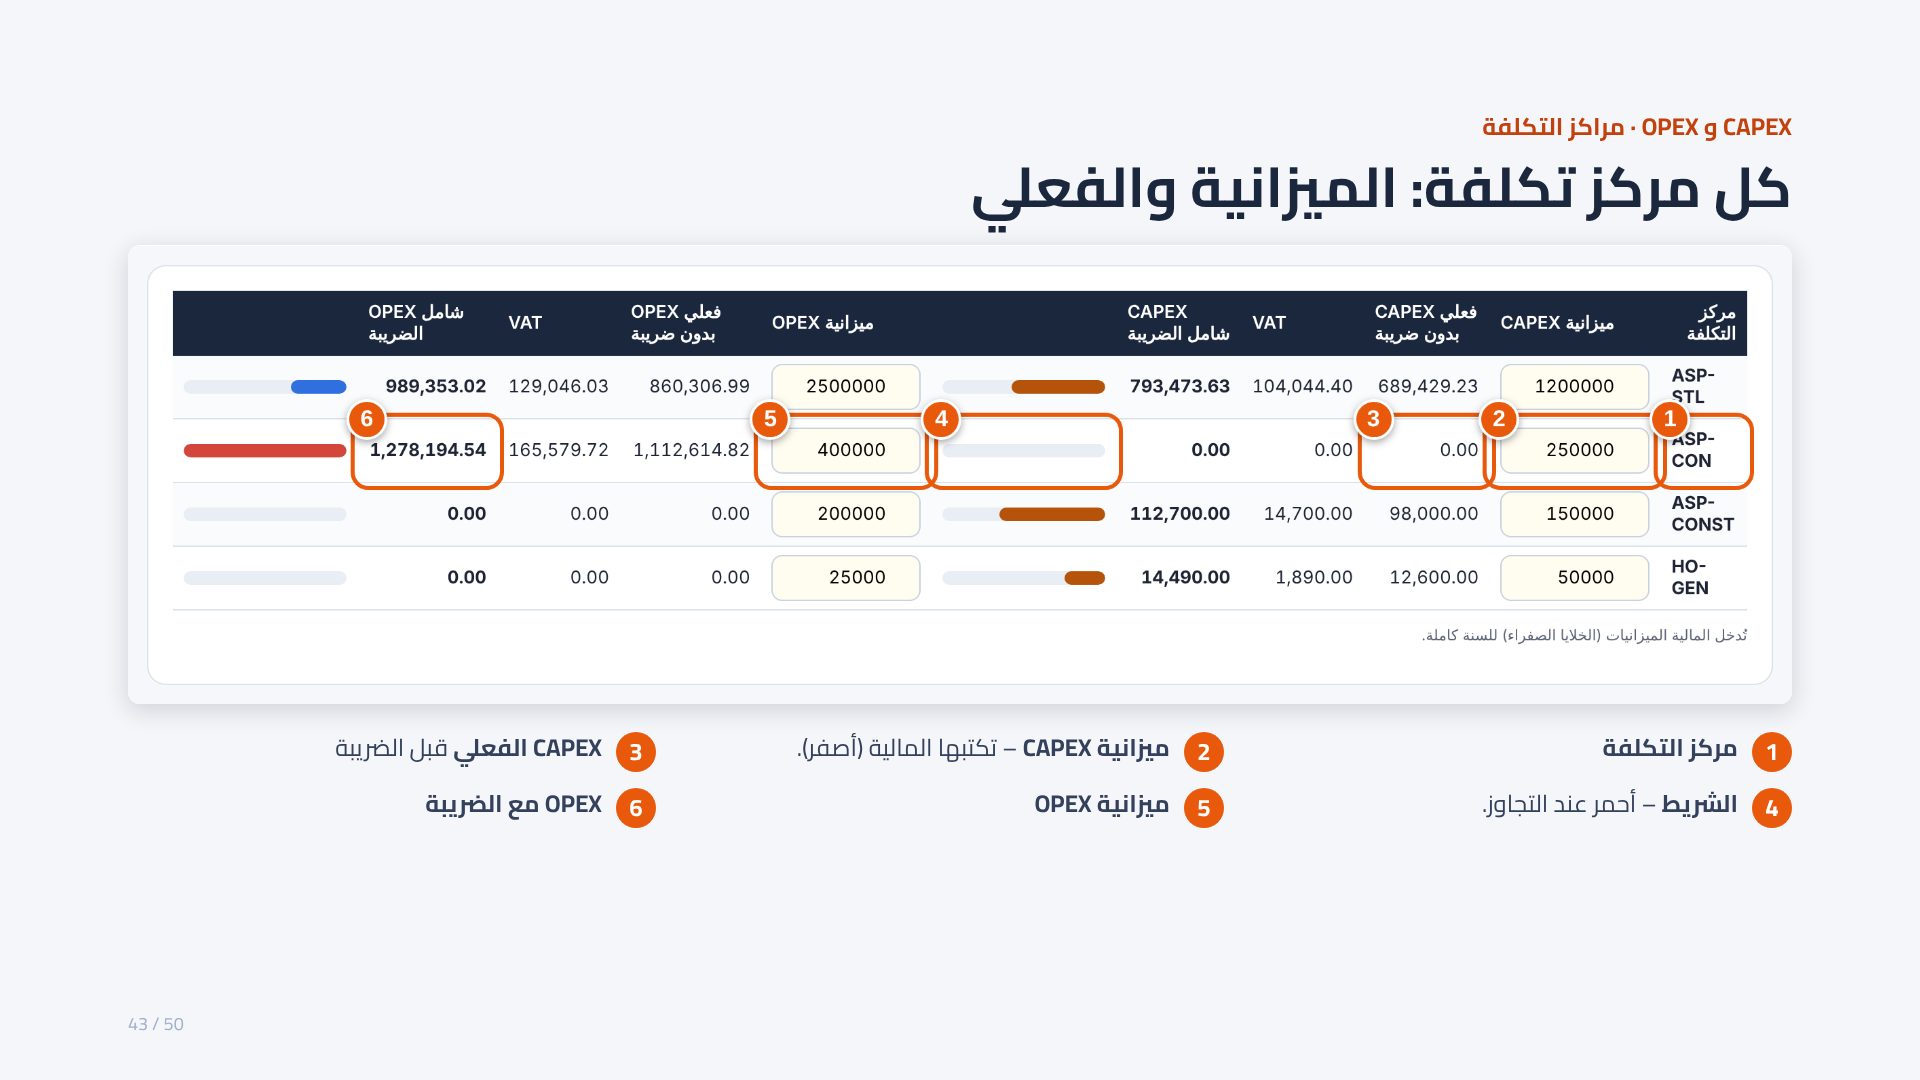 CAPEX و OPEX · مراكز التكلفة
كل مركز تكلفة: الميزانية والفعلي
مركز التكلفة	ميزانية CAPEX	فعلي CAPEX بدون ضريبة	VAT	CAPEX شامل الضريبة	ميزانية OPEX	فعلي OPEX بدون ضريبة	VAT	شامل OPEX الضريبة
ASP-STL	1200000	689,429.23	104,044.40	793,473.63	2500000	860,306.99	129,046.03	989,353.02
1 2 3 4 5 6
ASP-CON	250000	0.00	0.00	0.00	400000	1,112,614.82	165,579.72	1,278,194.54
ASP-CONST	150000	98,000.00	14,700.00	112,700.00	200000	0.00	0.00	0.00
HO-GEN	50000	12,600.00	1,890.00	14,490.00	25000	0.00	0.00	0.00
تُدخل المالية الميزانيات (الخلايا الصفراء) للسنة كاملة.
1 مركز التكلفة
2 ميزانية CAPEX – تكتبها المالية (أصفر).
3 CAPEX الفعلي قبل الضريبة
4 الشريط – أحمر عند التجاوز.
5 ميزانية OPEX
6 OPEX مع الضريبة
43 / 50